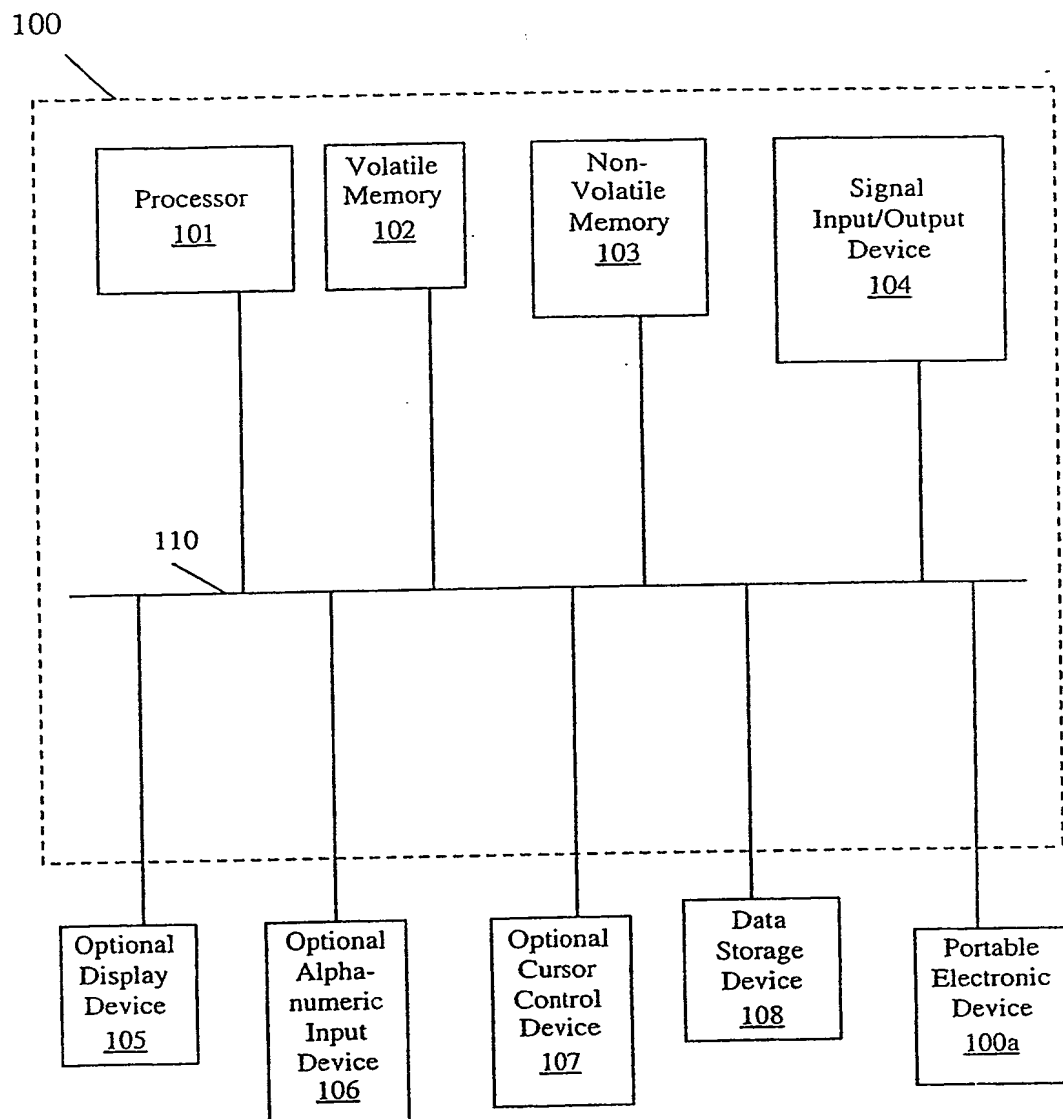 100
Processor
101
Volatile
Memory
102
Non-
Volatile
Memory
103
Signal
Input/Output
Device
104
110
Optional
Display
Device
105
Optional
Alpha-
numeric
Input
Device
106
Optional
Cursor
Control
Device
107
Data
Storage
Device
108
Portable
Electronic
Device
100a